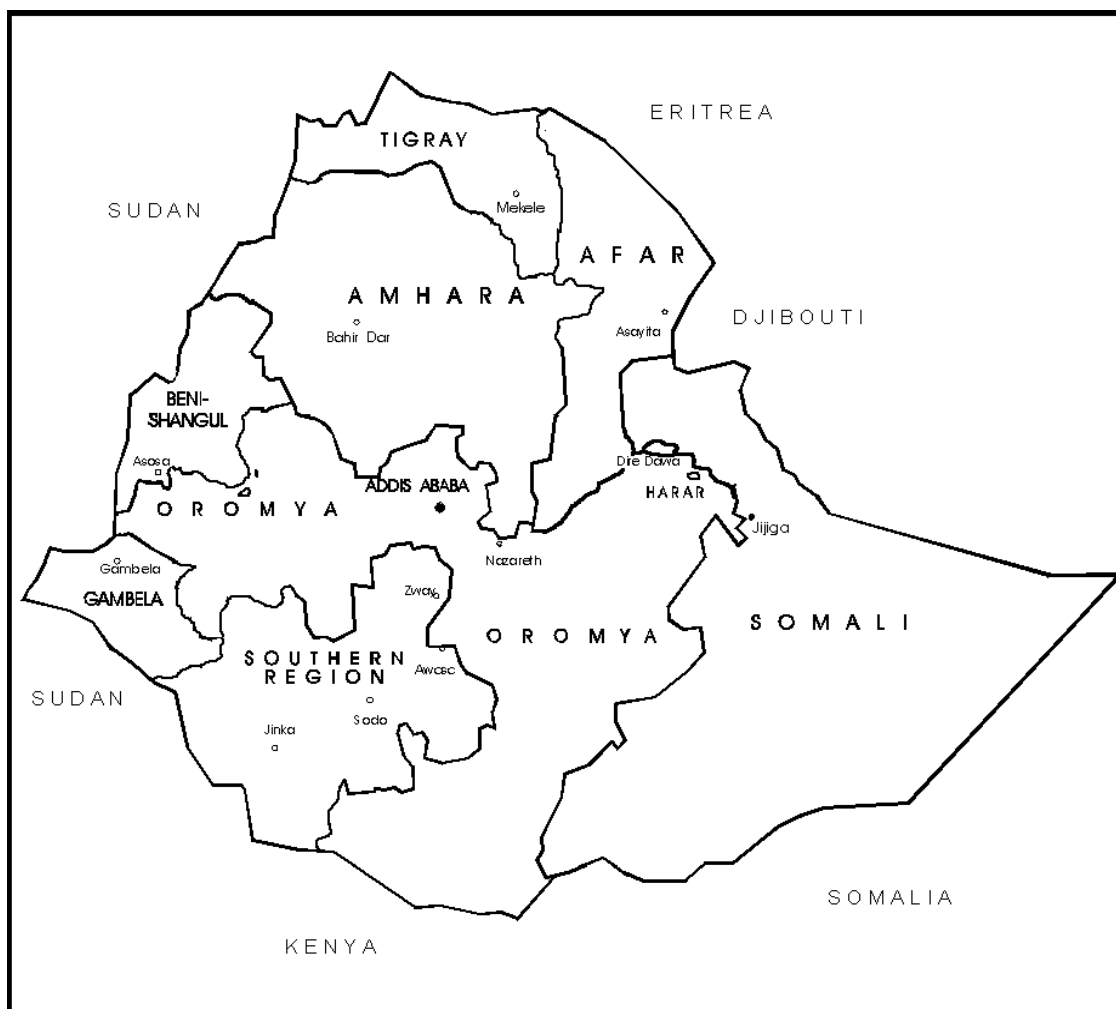 ERITREA
TIGRAY
Mekele
SUDAN
AFAR
AMHARA
DJIBOUTI
Bahir Dar
Asayita
BENI-
SHANGUL
Asosa
Dire Dawa
ADDIS ABABA
HARAR
OROMYA
Jijiga
Nazareth
Gambela
GAMBELA
Zway
SOMALI
OROMYA
SOUTHERN
REGION
Awasa
SUDAN
Sodo
Jinka
SOMALIA
KENYA